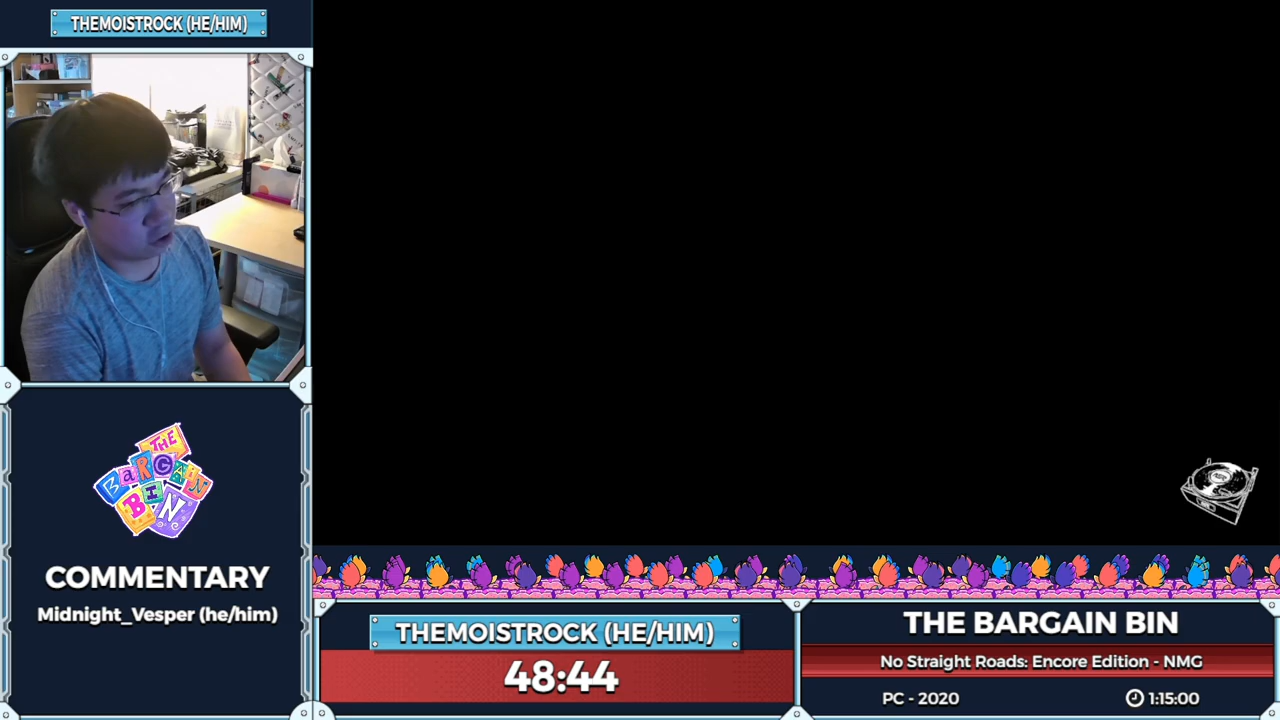 THEMOISTROCK (HE/HIM)
THE
BARGAIN
BIN
COMMENTARY
Midnight_Vesper (he/him)
THEMOISTROCK (HE/HIM)
48:44
THE BARGAIN BIN
No Straight Roads: Encore Edition - NMG
PC - 2020
1:15:00